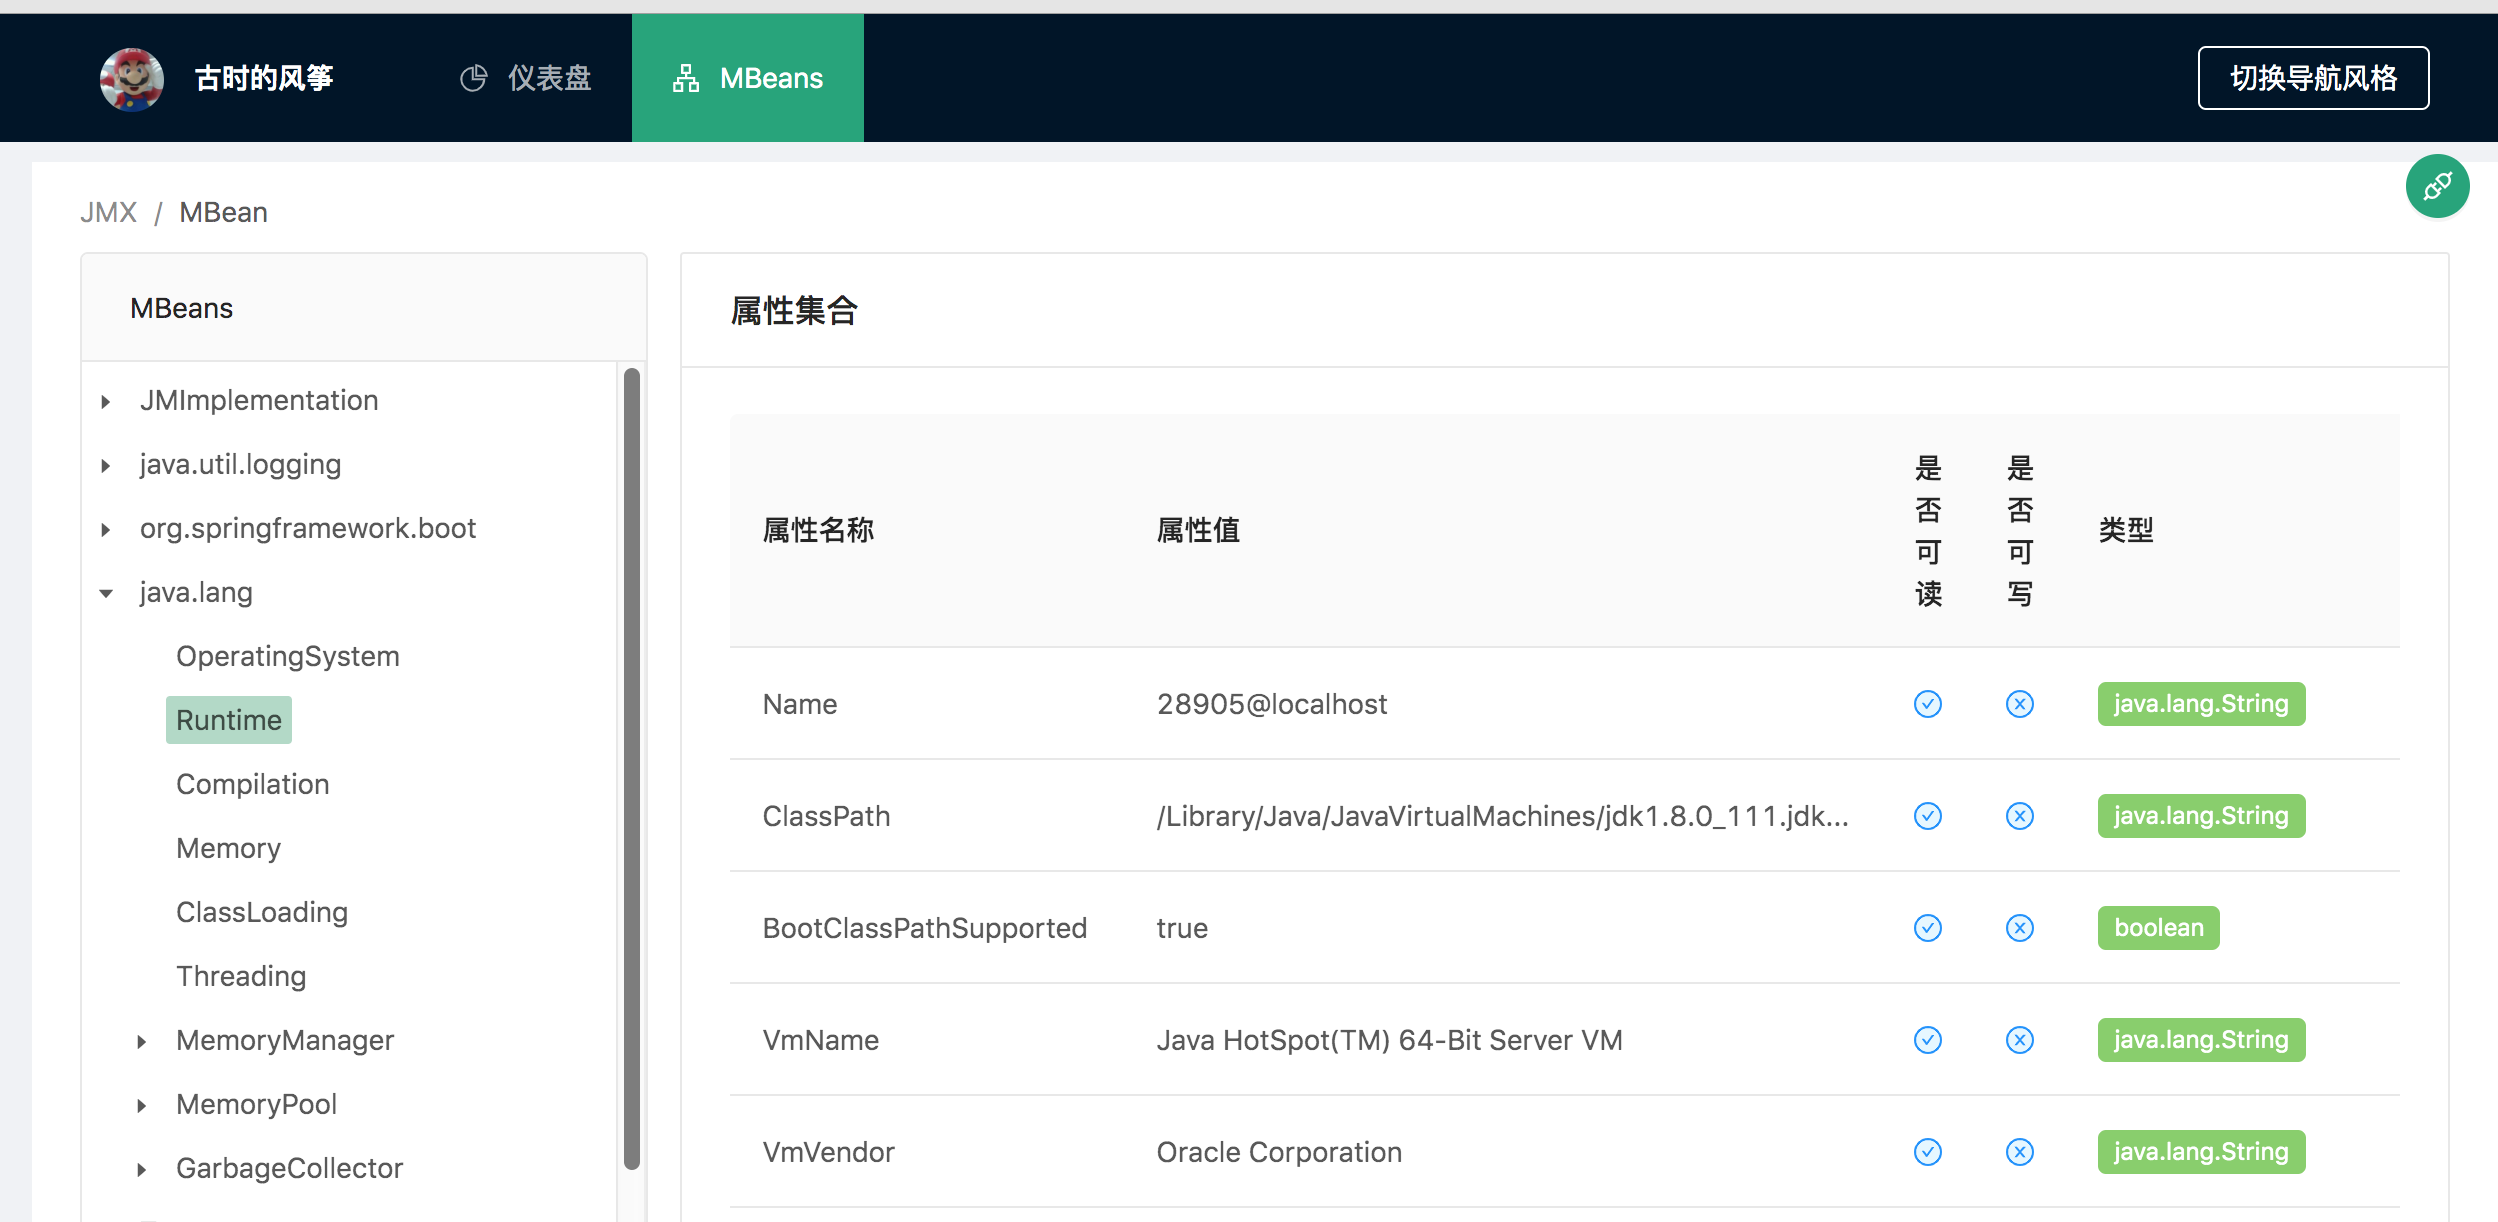 古时的风筝
仪表盘
MBeans
切换导航风格
JMX / MBean
MBeans
JMImplementation
java.util.logging
org.springframework.boot
java.lang
OperatingSystem
Runtime
Compilation
Memory
ClassLoading
Threading
MemoryManager
MemoryPool
GarbageCollector
属性集合
属性名称 属性值 是否可读 是否可写 类型
Name 28905@localhost java.lang.String
ClassPath /Library/Java/JavaVirtualMachines/jdk1.8.0_111.jdk... java.lang.String
BootClassPathSupported true boolean
VmName Java HotSpot(TM) 64-Bit Server VM java.lang.String
VmVendor Oracle Corporation java.lang.String